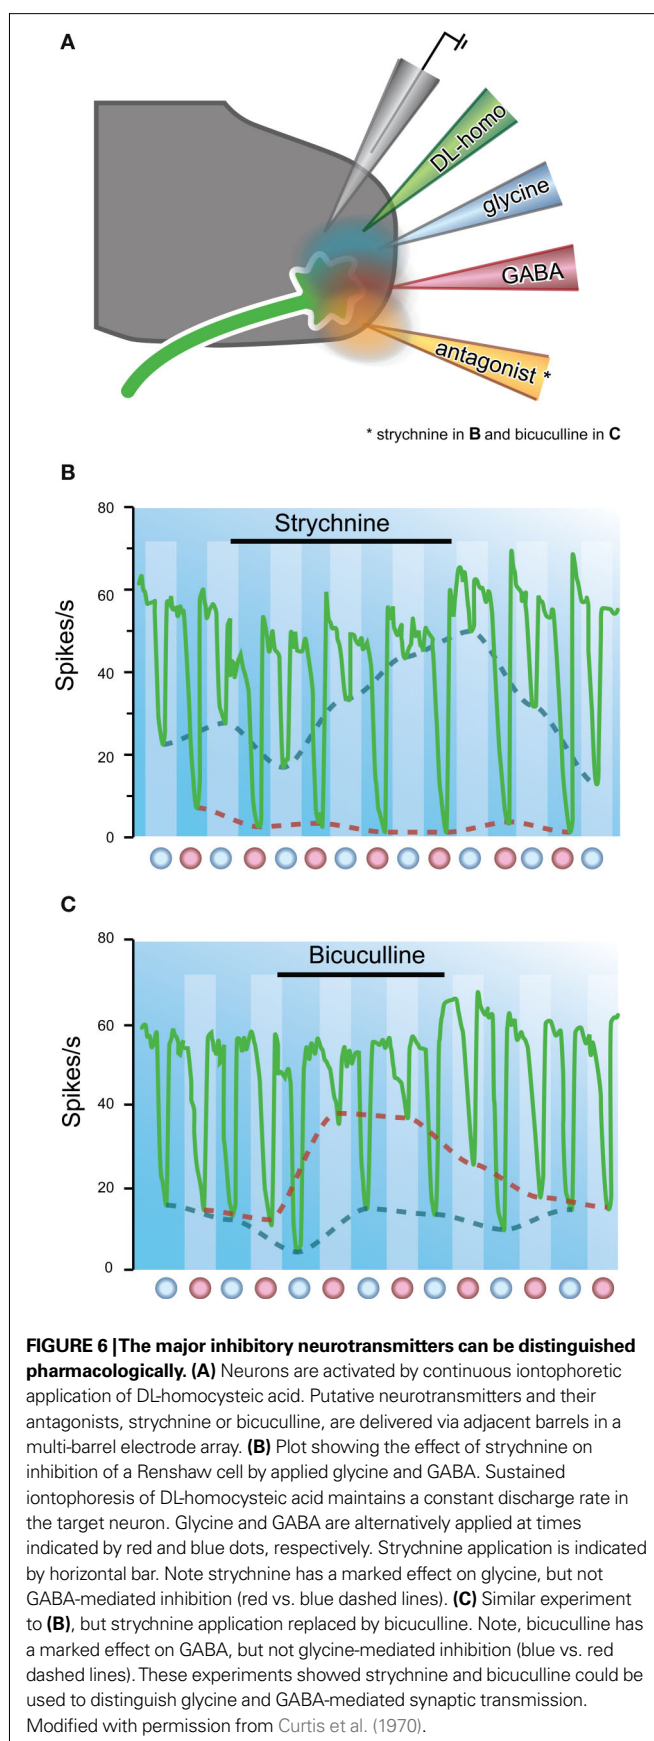 A
DL-homo
glycine
GABA
antagonist *
* strychnine in B and bicuculline in C
B
Strychnine
80
60
40
20
0
Spikes/s
C
Bicuculline
80
60
40
20
0
Spikes/s
FIGURE 6 | The major inhibitory neurotransmitters can be distinguished
pharmacologically. (A) Neurons are activated by continuous iontophoretic
application of DL-homocysteic acid. Putative neurotransmitters and their
antagonists, strychnine or bicuculline, are delivered via adjacent barrels in a
multi-barrel electrode array. (B) Plot showing the effect of strychnine on
inhibition of a Renshaw cell by applied glycine and GABA. Sustained
iontophoresis of DL-homocysteic acid maintains a constant discharge rate in
the target neuron. Glycine and GABA are alternatively applied at times
indicated by red and blue dots, respectively. Strychnine application is indicated
by horizontal bar. Note strychnine has a marked effect on glycine, but not
GABA-mediated inhibition (red vs. blue dashed lines). (C) Similar experiment
to (B), but strychnine application replaced by bicuculline. Note, bicuculline has
a marked effect on GABA, but not glycine-mediated inhibition (blue vs. red
dashed lines). These experiments showed strychnine and bicuculline could be
used to distinguish glycine and GABA-mediated synaptic transmission.
Modified with permission from Curtis et al. (1970).